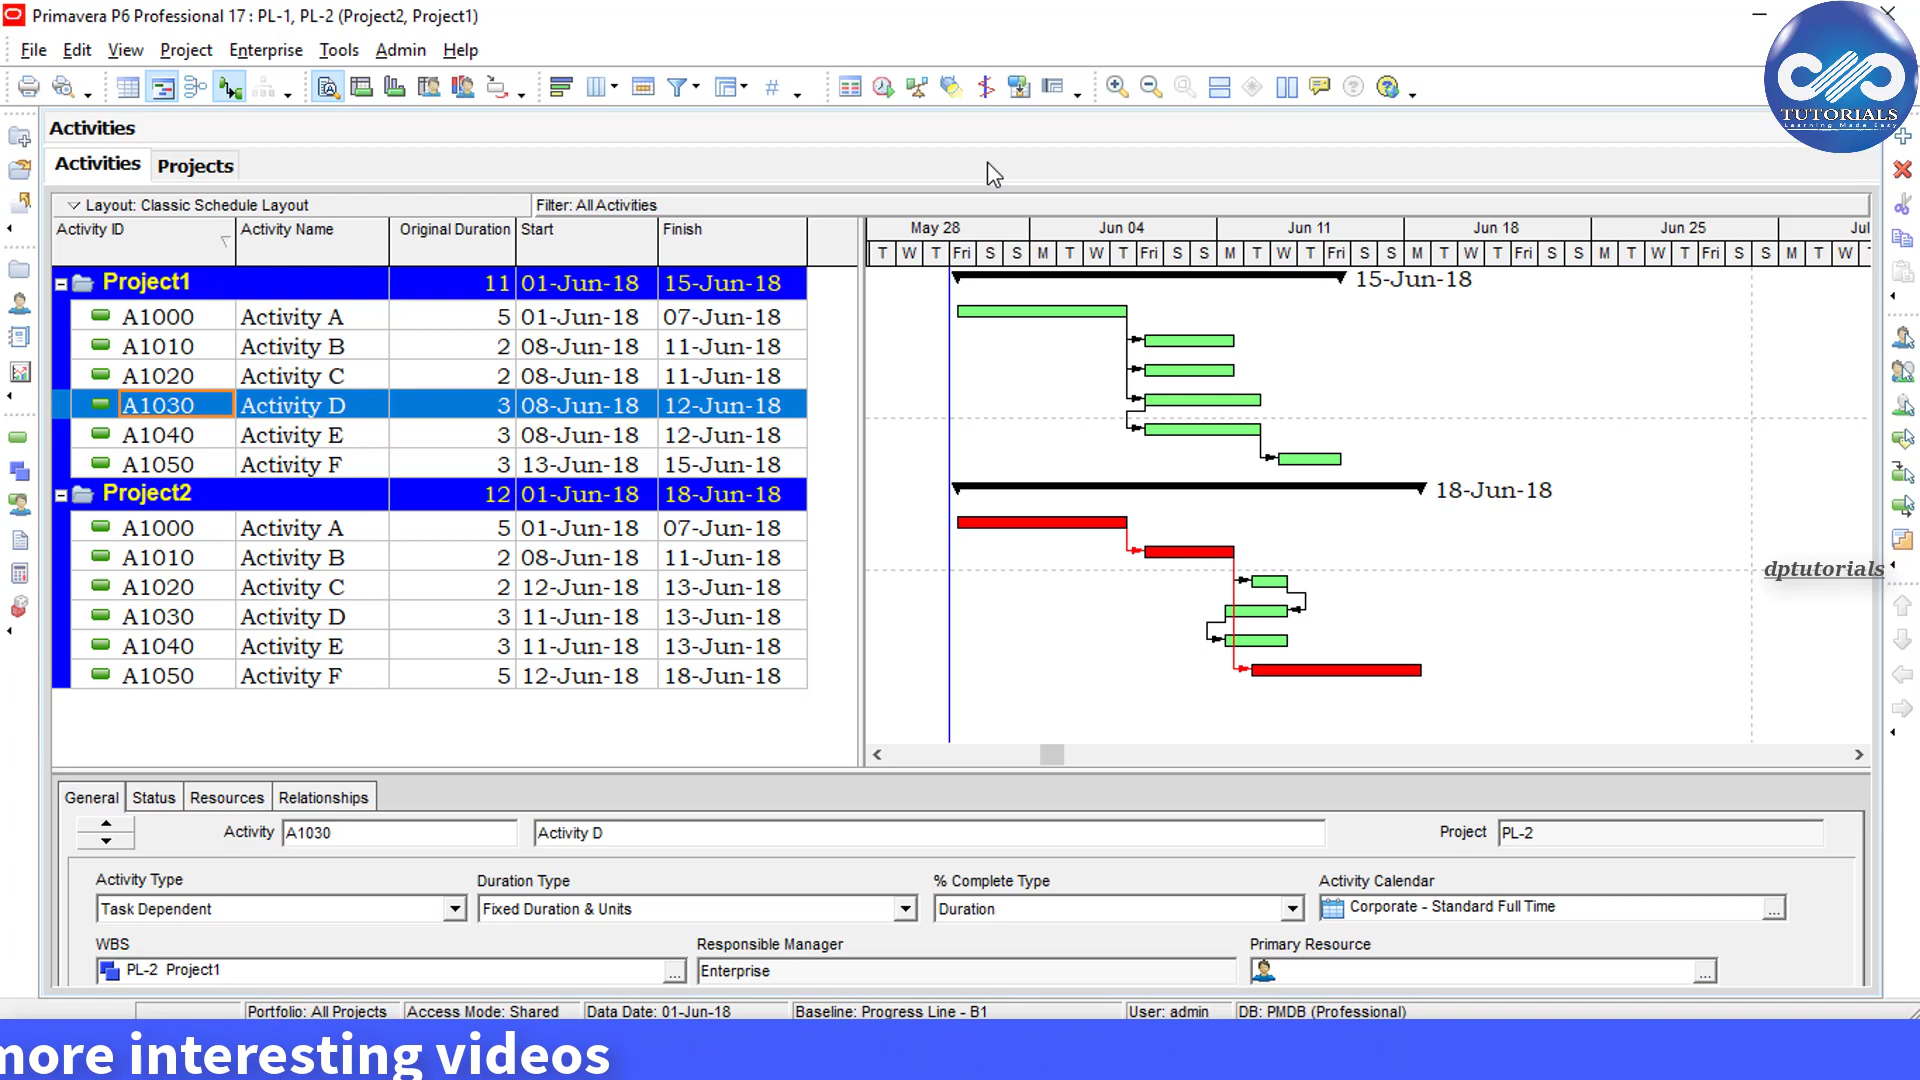 Primavera P6 Professional 17 : PL-1, PL-2 (Project2, Project1)
File Edit View Project Enterprise Tools Admin Help
TUTORIALS
Learning Made Easy
Activities
Activities Projects
Layout: Classic Schedule Layout Filter: All Activities
Activity ID Activity Name Original Duration Start Finish
May 28 Jun 04 Jun 11 Jun 18 Jun 25 Jul
T W T Fri S S M T W T Fri S S M T W T Fri S S M T W T Fri S S M T W T Fri S S M T W T
Project1 11 01-Jun-18 15-Jun-18 15-Jun-18
A1000 Activity A 5 01-Jun-18 07-Jun-18
A1010 Activity B 2 08-Jun-18 11-Jun-18
A1020 Activity C 2 08-Jun-18 11-Jun-18
A1030 Activity D 3 08-Jun-18 12-Jun-18
A1040 Activity E 3 08-Jun-18 12-Jun-18
A1050 Activity F 3 13-Jun-18 15-Jun-18
Project2 12 01-Jun-18 18-Jun-18 18-Jun-18
A1000 Activity A 5 01-Jun-18 07-Jun-18
A1010 Activity B 2 08-Jun-18 11-Jun-18
A1020 Activity C 2 12-Jun-18 13-Jun-18
A1030 Activity D 3 11-Jun-18 13-Jun-18
A1040 Activity E 3 11-Jun-18 13-Jun-18
A1050 Activity F 5 12-Jun-18 18-Jun-18
dptutorials
General Status Resources Relationships
Activity A1030 Activity D Project PL-2
Activity Type Duration Type % Complete Type Activity Calendar
Task Dependent Fixed Duration & Units Duration Corporate - Standard Full Time ...
WBS Responsible Manager Primary Resource
PL-2 Project1 ... Enterprise ...
Portfolio: All Projects Access Mode: Shared Data Date: 01-Jun-18 Baseline: Progress Line - B1 User: admin DB: PMDB (Professional)
more interesting videos